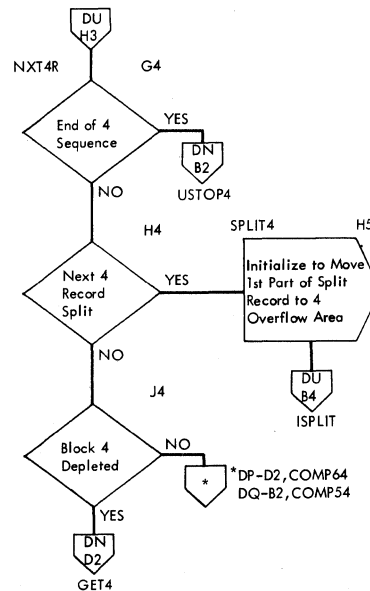 DU
H3
NXT4R
G4
End of 4
Sequence
YES
DN
B2
USTOP4
NO
H4
SPLIT4
H5
Next 4
Record
Split
YES
Initialize to Move
1st Part of Split
Record to 4
Overflow Area
NO
DU
B4
ISPLIT
J4
Block 4
Depleted
NO
*
*DP-D2,COMP64
DQ-B2,COMP54
YES
DN
D2
GET4